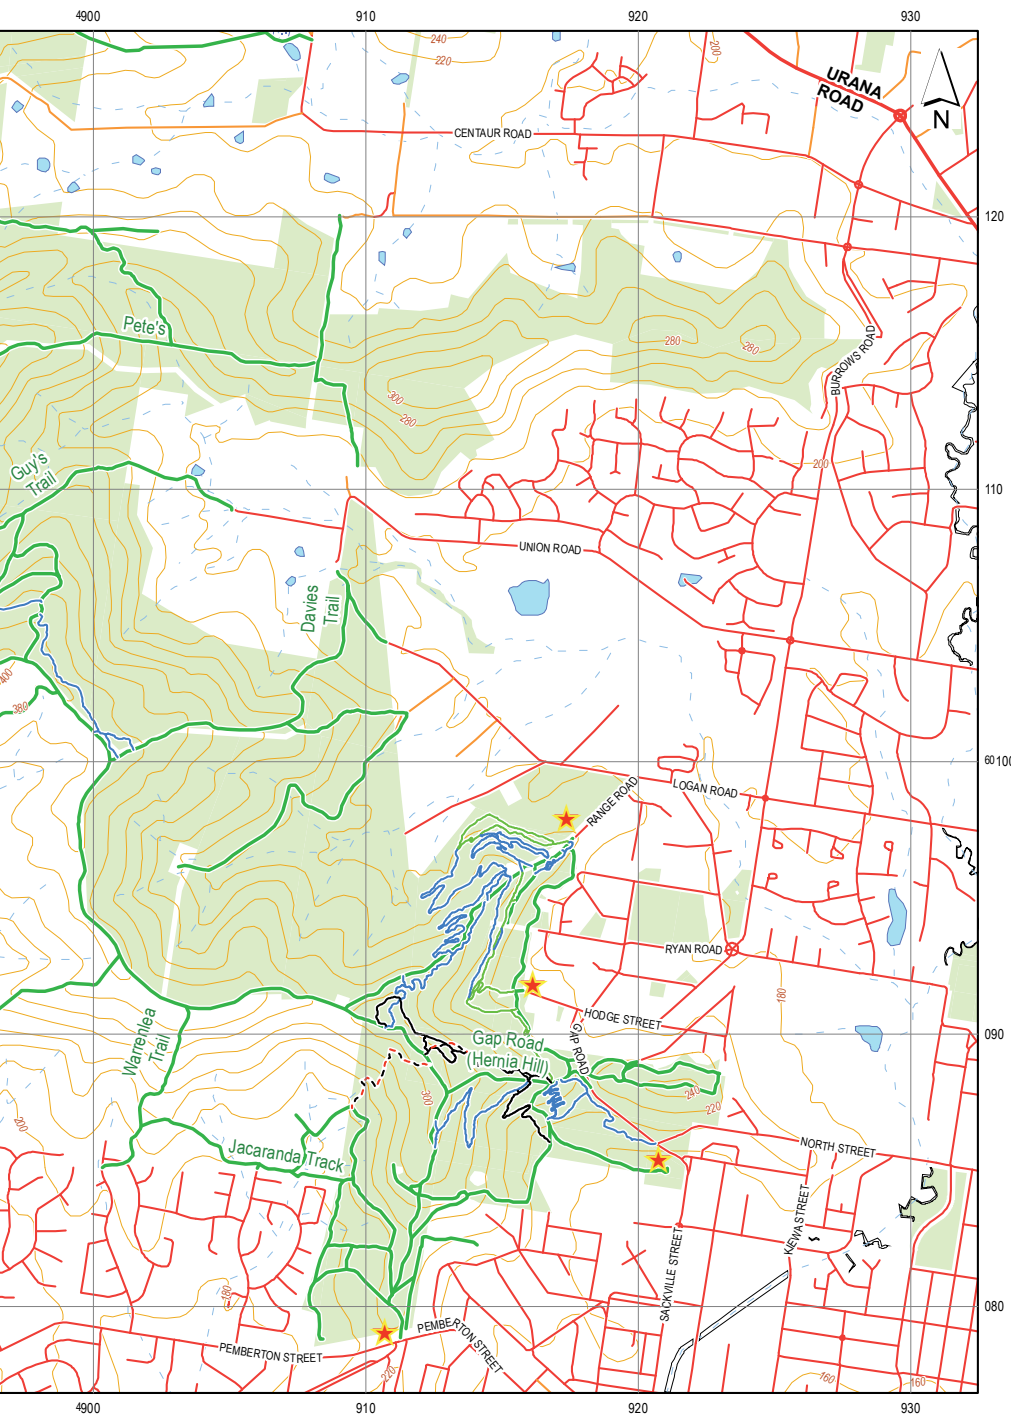 4900 910 920 930
240
220
200
URANA
ROAD
N
CENTAUR ROAD
120
Pete's
280
280
BURROWS ROAD
300
280
Guy's
Trail
200
110
UNION ROAD
Davies
Trail
400
380
60100
LOGAN ROAD
RANGE ROAD
RYAN ROAD
180
HODGE STREET
GAP ROAD
090
Gap Road
(Hernia Hill)
Warrenlea
Trail
300
240
220
200
NORTH STREET
Jacaranda Track
KIEWA STREET
SACKVILLE STREET
180
080
PEMBERTON STREET
PEMBERTON STREET
220
160
160
4900 910 920 930